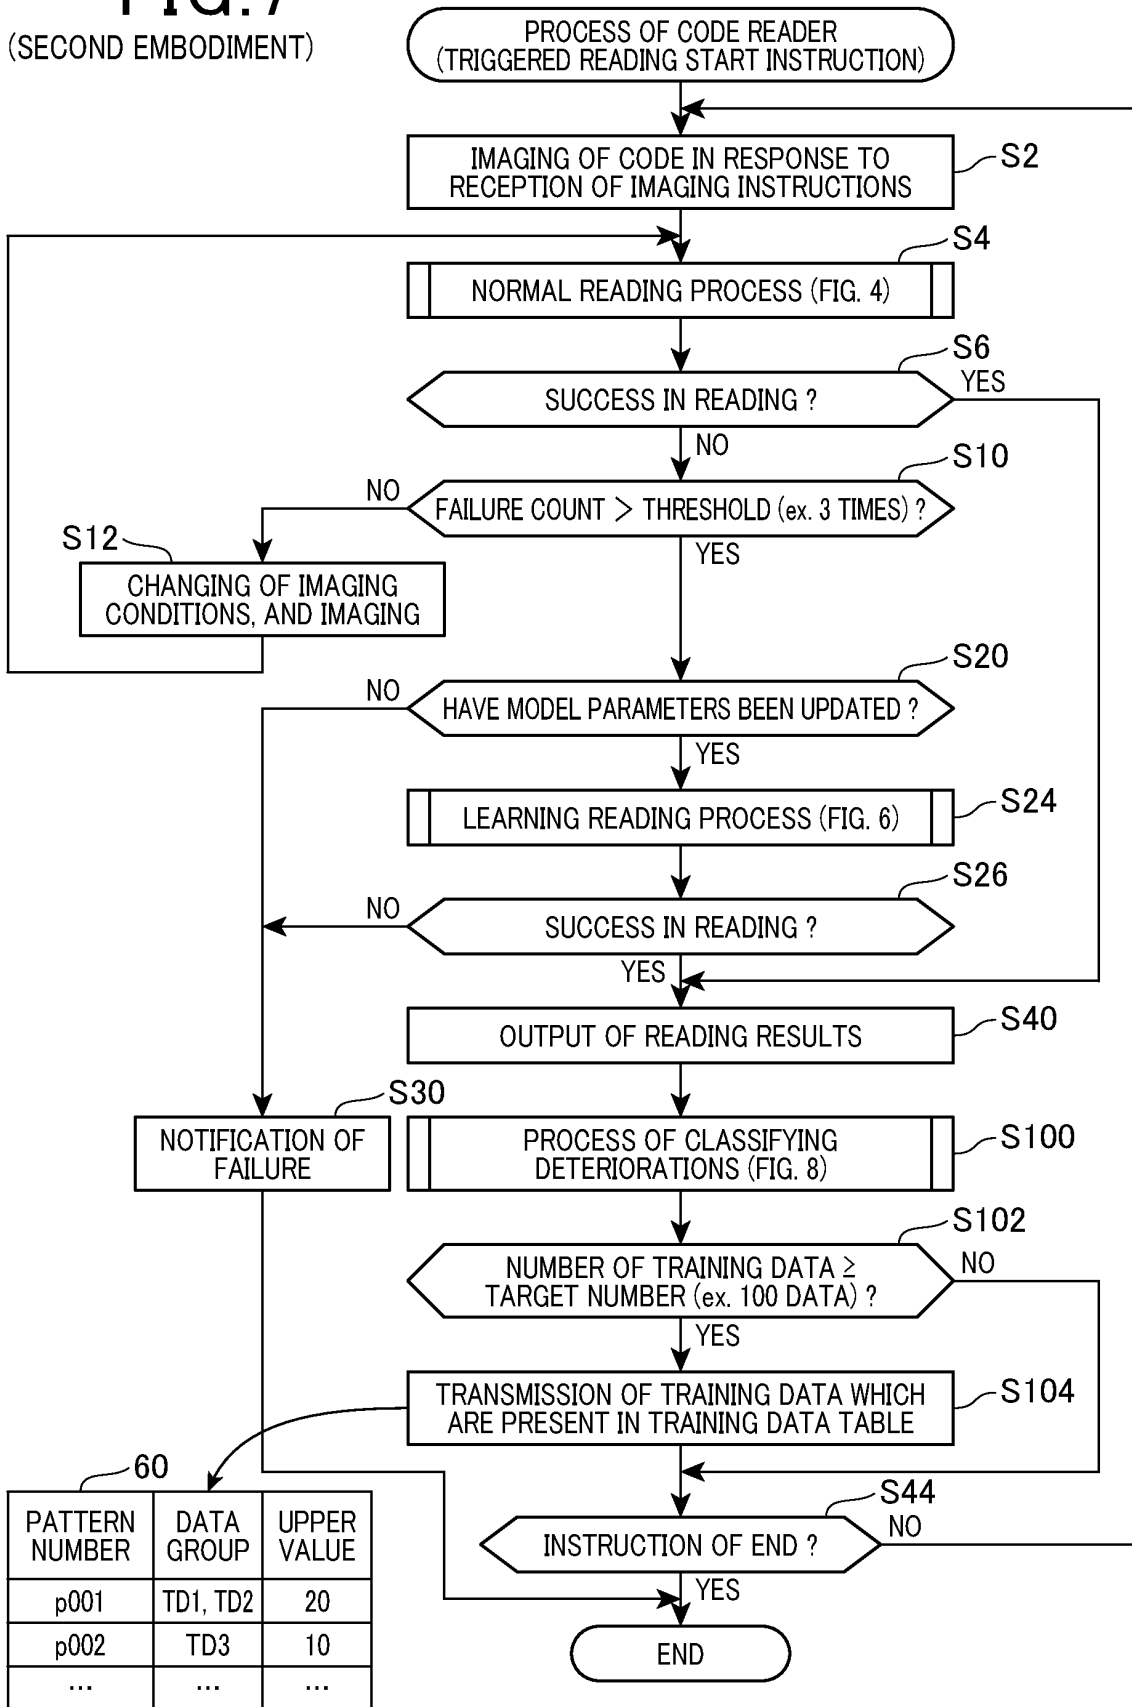 FIG. 7
(SECOND EMBODIMENT)
PROCESS OF CODE READER
(TRIGGERED READING START INSTRUCTION)
IMAGING OF CODE IN RESPONSE TO
RECEPTION OF IMAGING INSTRUCTIONS
S2
S4
NORMAL READING PROCESS (FIG. 4)
S6
SUCCESS IN READING ?
YES
NO
S10
NO
FAILURE COUNT > THRESHOLD (ex. 3 TIMES) ?
S12
YES
CHANGING OF IMAGING
CONDITIONS, AND IMAGING
S20
NO
HAVE MODEL PARAMETERS BEEN UPDATED ?
YES
LEARNING READING PROCESS (FIG. 6)
S24
S26
NO
SUCCESS IN READING ?
YES
OUTPUT OF READING RESULTS
S40
S30
NOTIFICATION OF
FAILURE
PROCESS OF CLASSIFYING
DETERIORATIONS (FIG. 8)
S100
S102
NUMBER OF TRAINING DATA ≥
TARGET NUMBER (ex. 100 DATA) ?
NO
YES
TRANSMISSION OF TRAINING DATA WHICH
ARE PRESENT IN TRAINING DATA TABLE
S104
60
PATTERN NUMBER DATA GROUP UPPER VALUE
p001 TD1, TD2 20
p002 TD3 10
... ... ...
S44
INSTRUCTION OF END ?
NO
YES
END